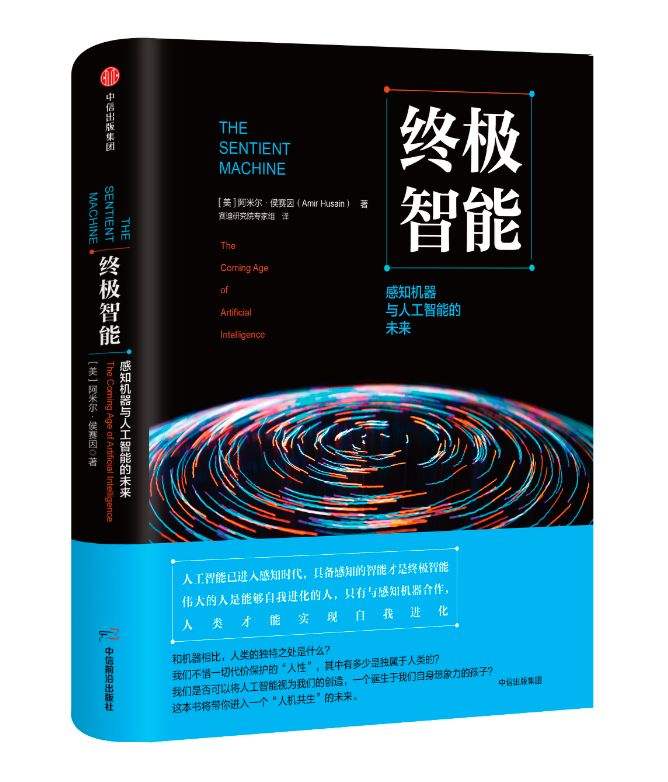 中信出版集团
THE
SENTIENT
MACHINE
终极智能
感知机器与人工智能的未来
The Coming Age of Artificial Intelligence
［美］阿米尔·侯赛因◎著
中信前沿出版社
THE
SENTIENT
MACHINE
终极
智能
［美］阿米尔·侯赛因（Amir Husain） 著
赛迪研究院专家组 译
The
Coming Age
of
Artificial
Intelligence
感知机器
与人工智能的
未来
人工智能已进入感知时代，具备感知的智能才是终极智能
伟大的人是能够自我进化的人，只有与感知机器合作，
人类才能实现自我进化
和机器相比，人类的独特之处是什么？
我们不惜一切代价保护的“人性”，其中有多少是独属于人类的？
我们是否可以将人工智能视为我们的创造，一个诞生于我们自身想象力的孩子？
这本书将带你进入一个“人机共生”的未来。
中信出版集团